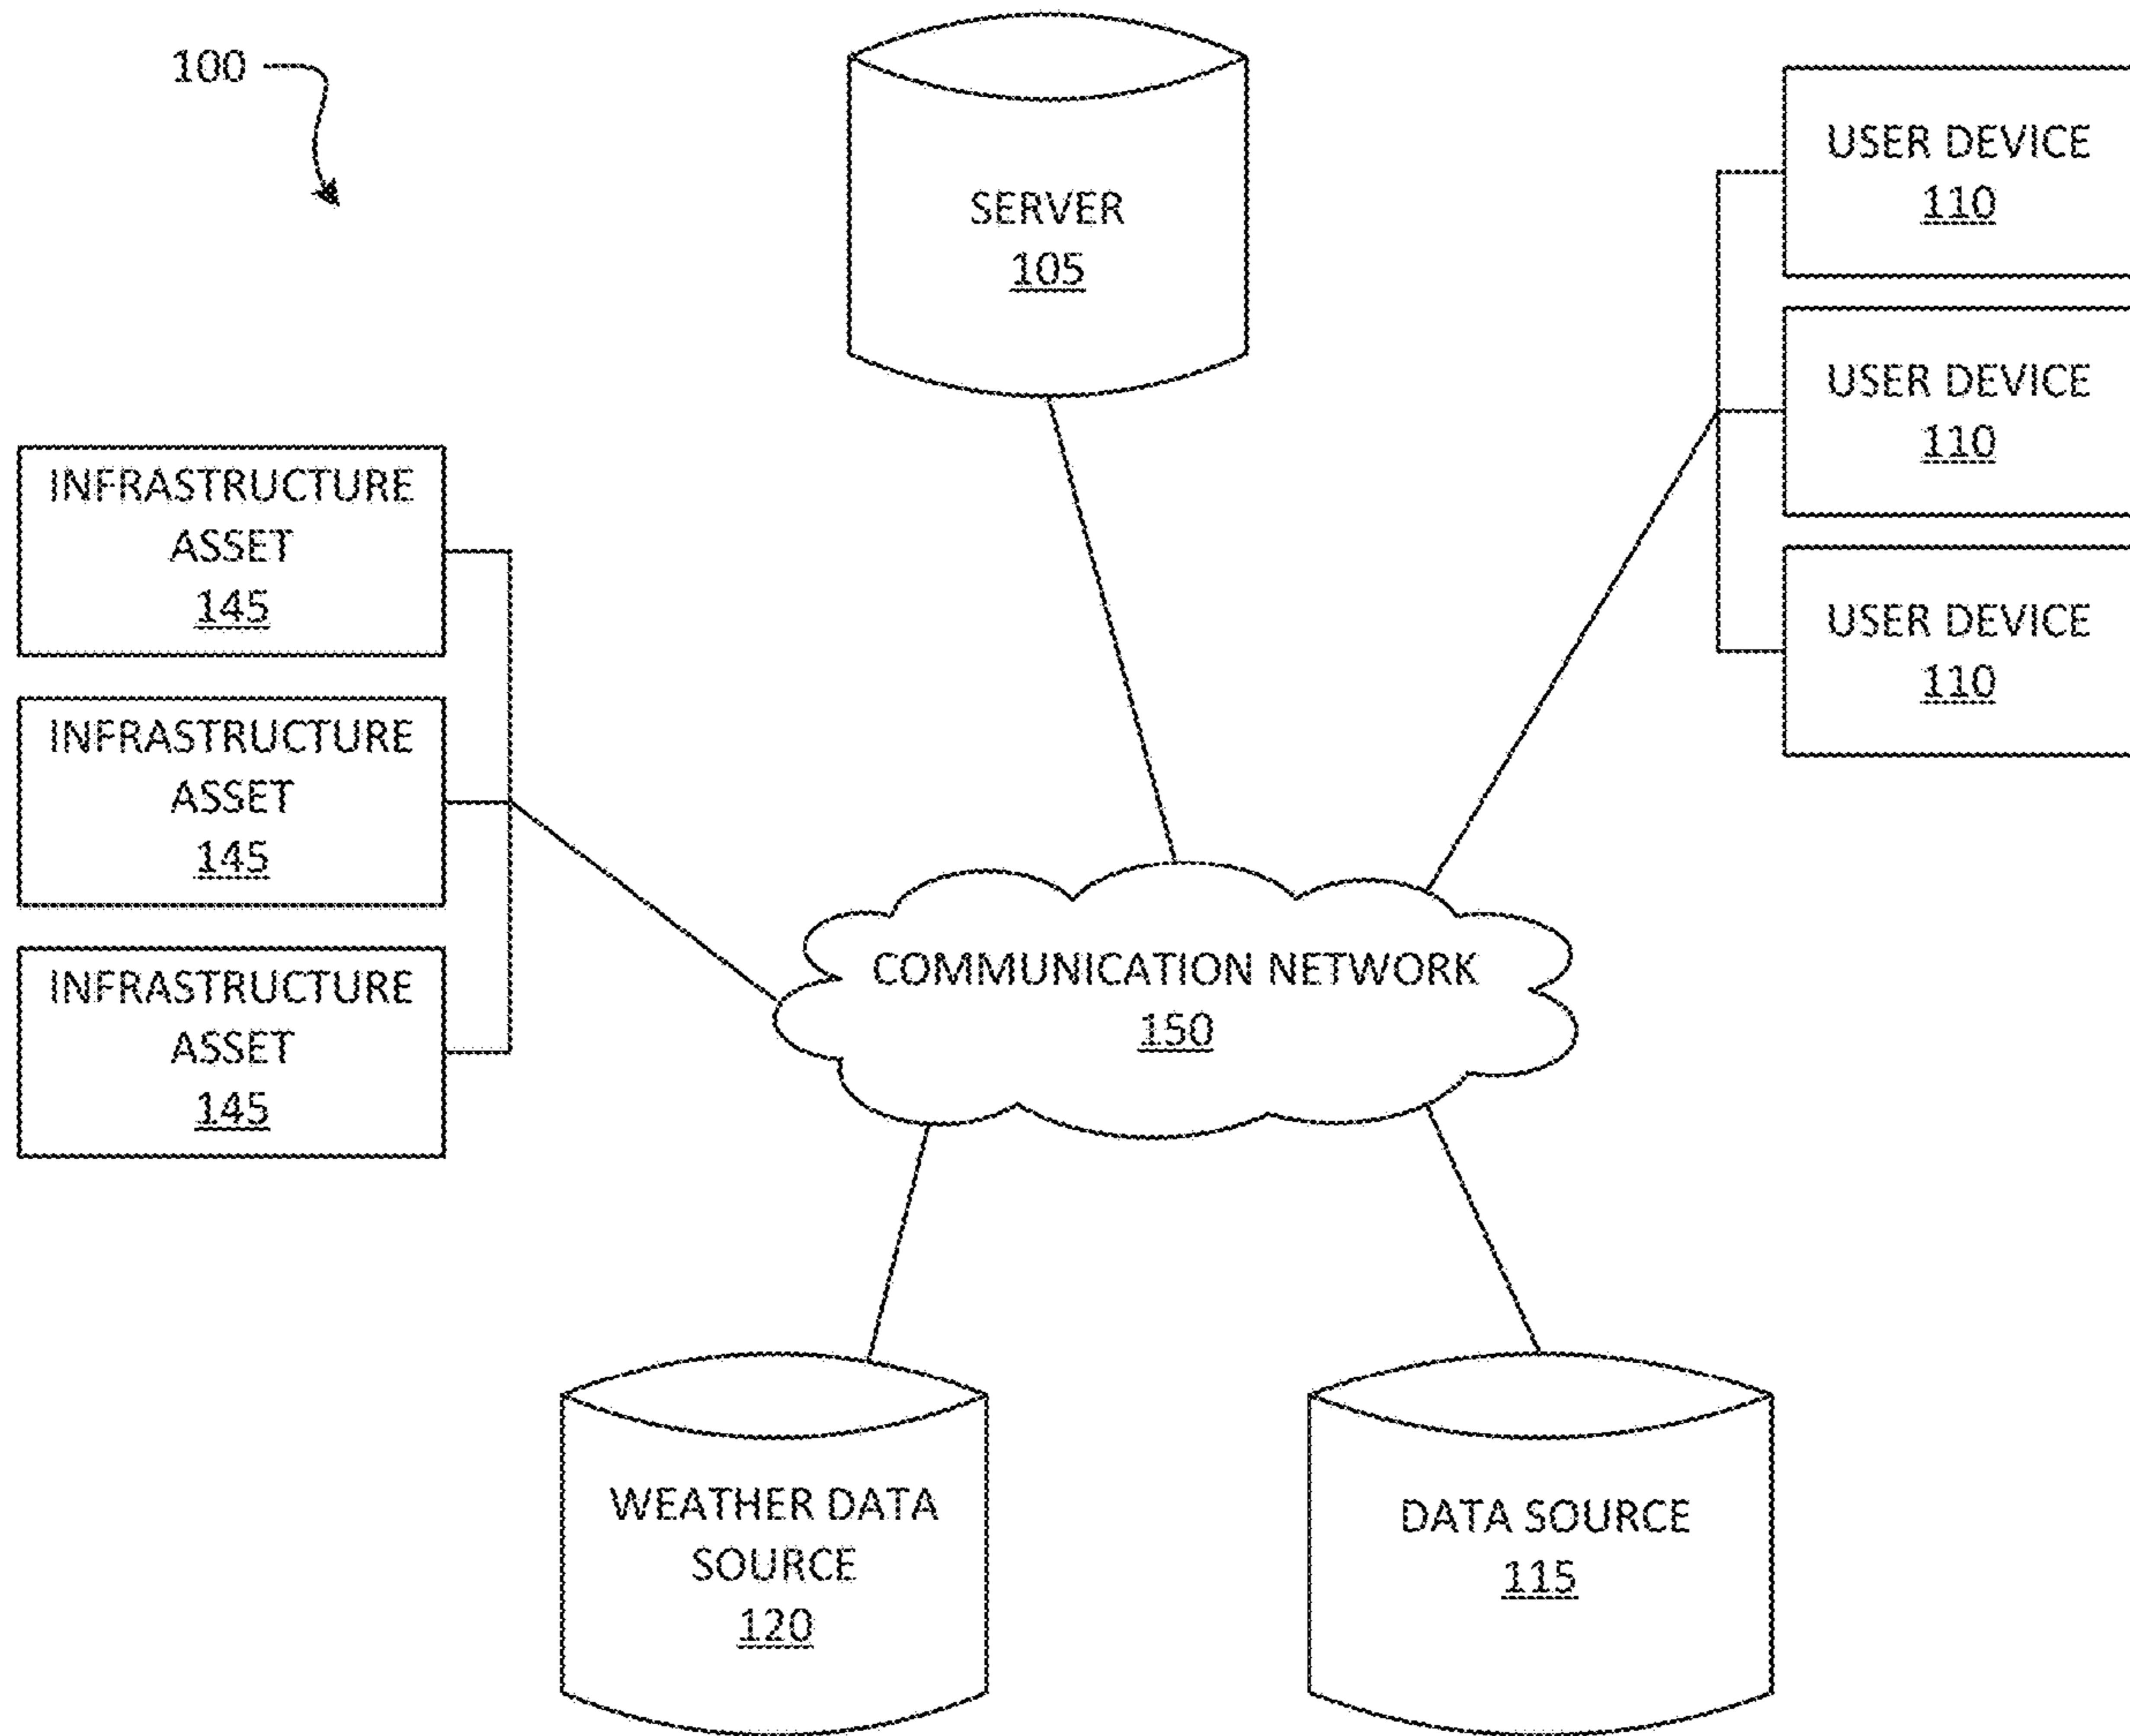 100
SERVER
105
USER DEVICE
110
USER DEVICE
110
USER DEVICE
110
INFRASTRUCTURE
ASSET
145
INFRASTRUCTURE
ASSET
145
INFRASTRUCTURE
ASSET
145
COMMUNICATION NETWORK
150
WEATHER DATA
SOURCE
120
DATA SOURCE
115